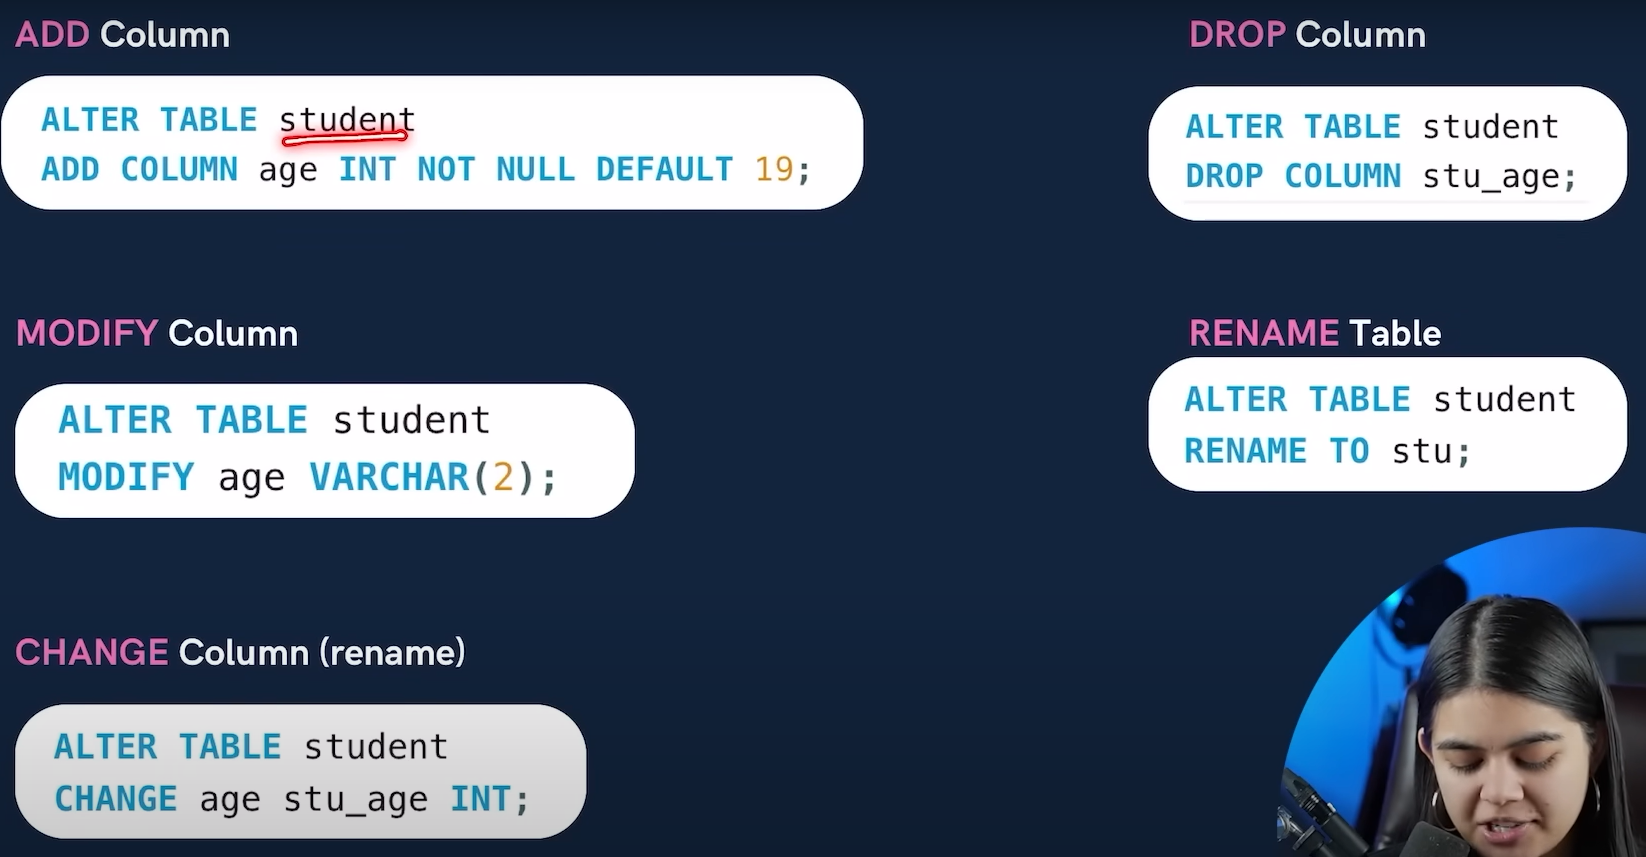 ADD Column
ALTER TABLE student
ADD COLUMN age INT NOT NULL DEFAULT 19;
MODIFY Column
ALTER TABLE student
MODIFY age VARCHAR(2);
CHANGE Column (rename)
ALTER TABLE student
CHANGE age stu_age INT;
DROP Column
ALTER TABLE student
DROP COLUMN stu_age;
RENAME Table
ALTER TABLE student
RENAME TO stu;